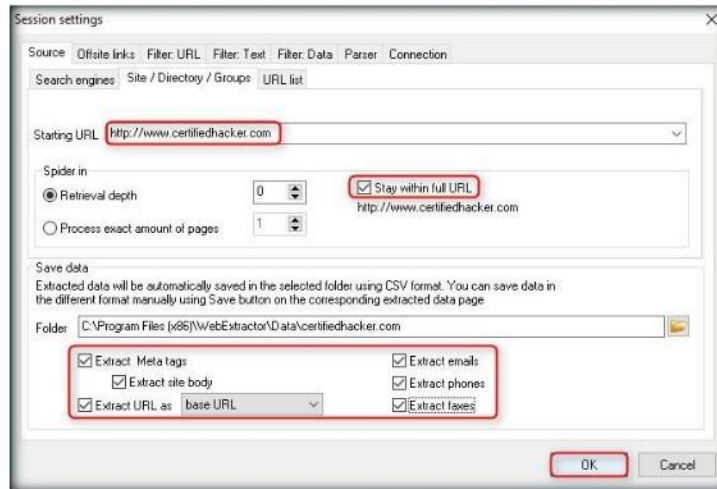 Session settings
Source Offsite links Filter: URL Filter: Text Filter: Data Parser Connection
Search engines Site / Directory / Groups URL list
Starting URL http://www.certifiedhacker.com
Spider in
Retrieval depth 0 Stay within full URL
http://www.certifiedhacker.com
Process exact amount of pages 1
Save data
Extracted data will be automatically saved in the selected folder using CSV format. You can save data in
the different format manually using Save button on the corresponding extracted data page
Folder C:\Program Files (x86)\WebExtractor\Data\certifiedhacker.com
Extract Meta tags Extract emails
Extract site body Extract phones
Extract URL as base URL Extract faxes
OK Cancel